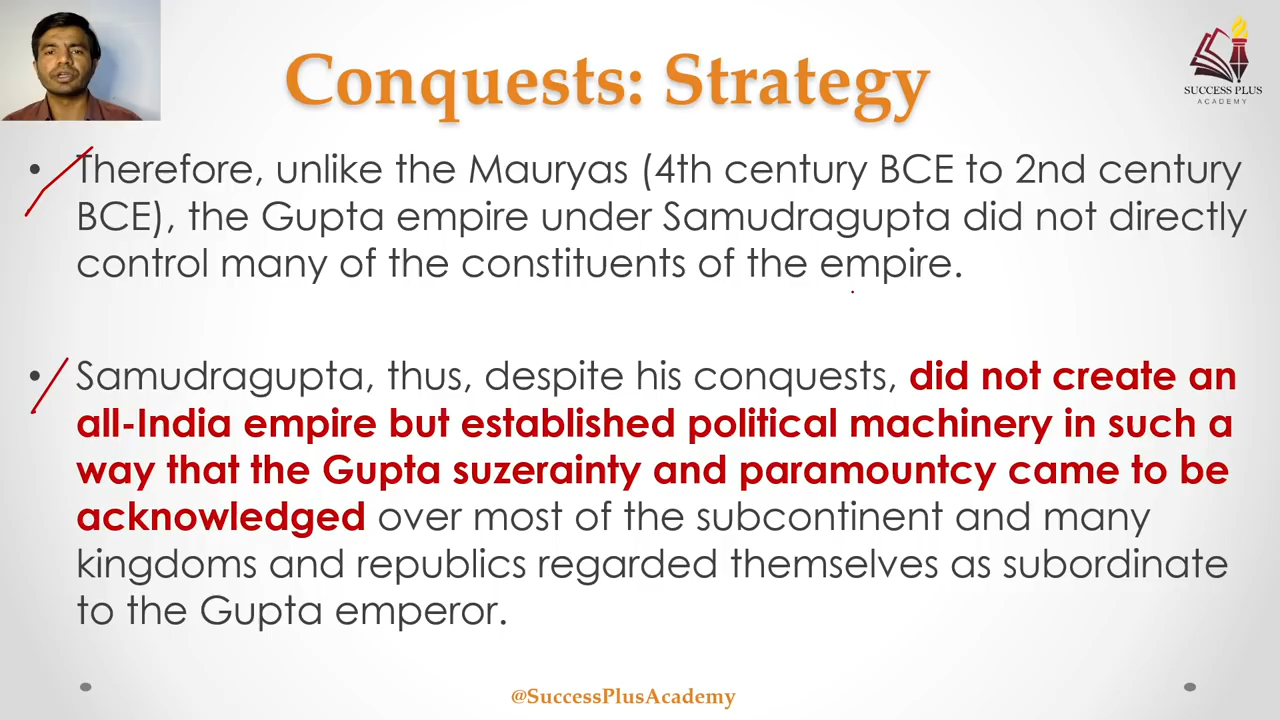 Conquests: Strategy
SUCCESS PLUS
ACADEMY
• Therefore, unlike the Mauryas (4th century BCE to 2nd century
BCE), the Gupta empire under Samudragupta did not directly
control many of the constituents of the empire.
• Samudragupta, thus, despite his conquests, did not create an
all-India empire but established political machinery in such a
way that the Gupta suzerainty and paramountcy came to be
acknowledged over most of the subcontinent and many
kingdoms and republics regarded themselves as subordinate
to the Gupta emperor.
@SuccessPlusAcademy